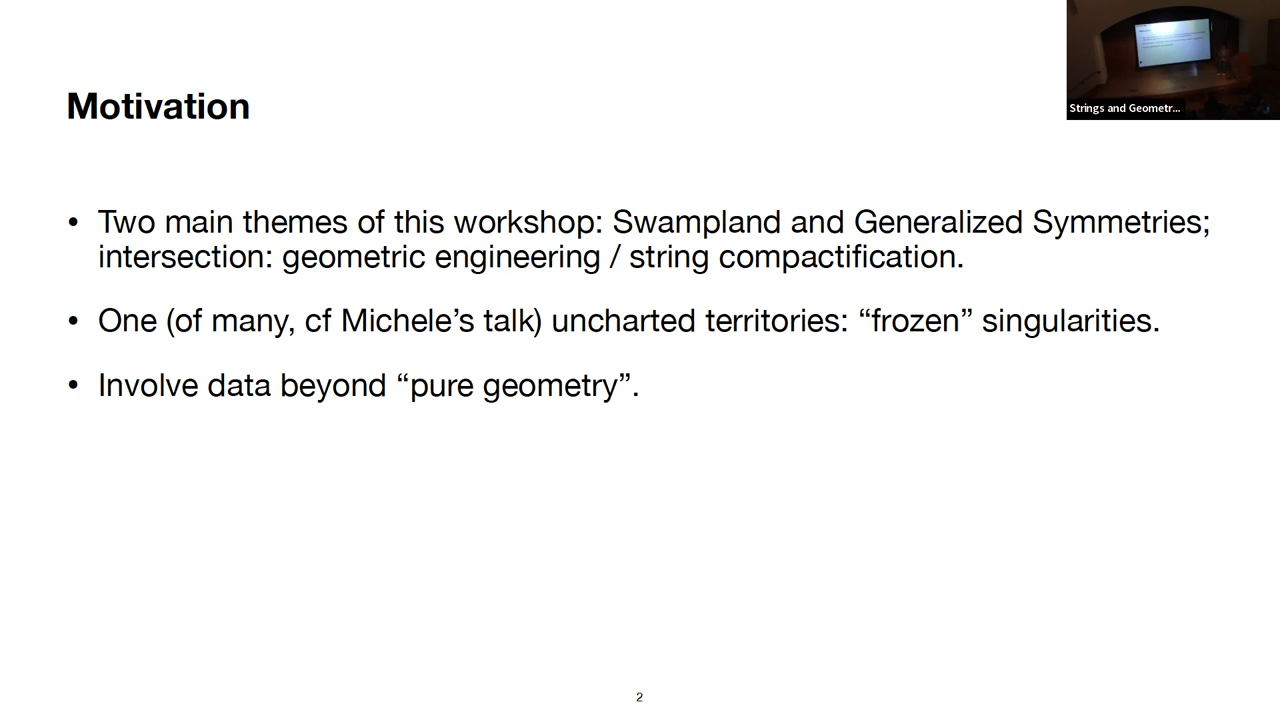 Strings and Geometr...
Motivation
• Two main themes of this workshop: Swampland and Generalized Symmetries;
intersection: geometric engineering / string compactification.
• One (of many, cf Michele’s talk) uncharted territories: “frozen” singularities.
• Involve data beyond “pure geometry”.
2